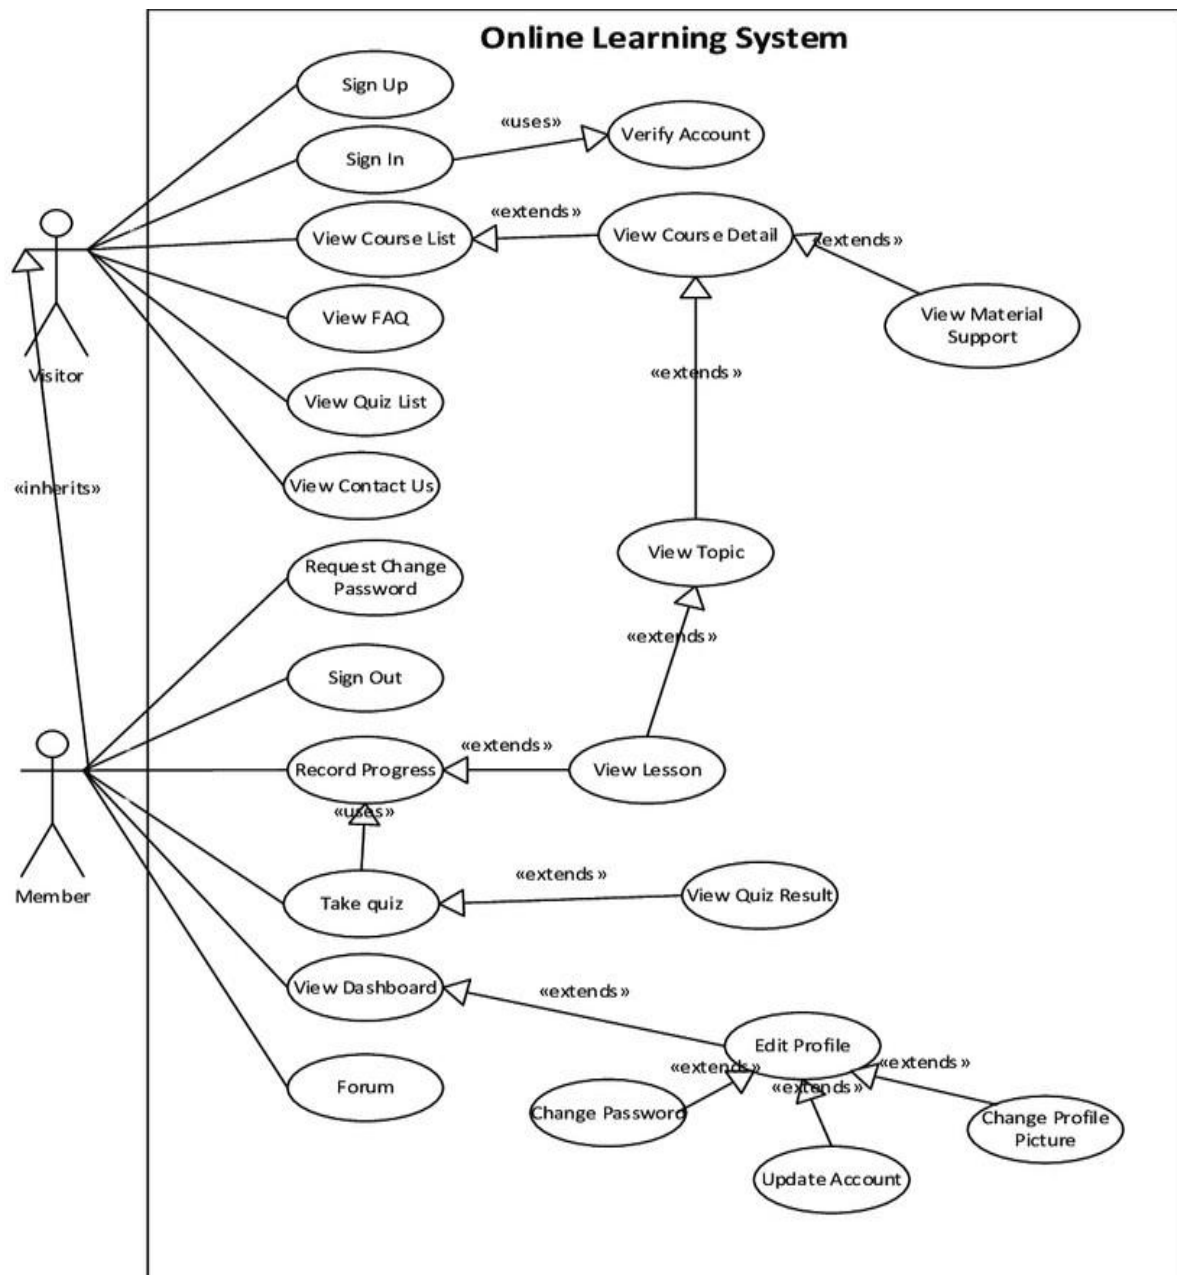 Online Learning System
Sign Up
«uses»
Verify Account
Sign In
View Course List
«extends»
View Course Detail
«extends»
View Material
Support
View FAQ
Visitor
«extends»
View Quiz List
«inherits»
View Contact Us
View Topic
Request Change
Password
«extends»
Sign Out
Record Progress
«extends»
View Lesson
«uses»
Member
Take quiz
«extends»
View Quiz Result
View Dashboard
«extends»
Edit Profile
«extends»
«extends»
«extends»
Forum
Change Password
Change Profile
Picture
Update Account